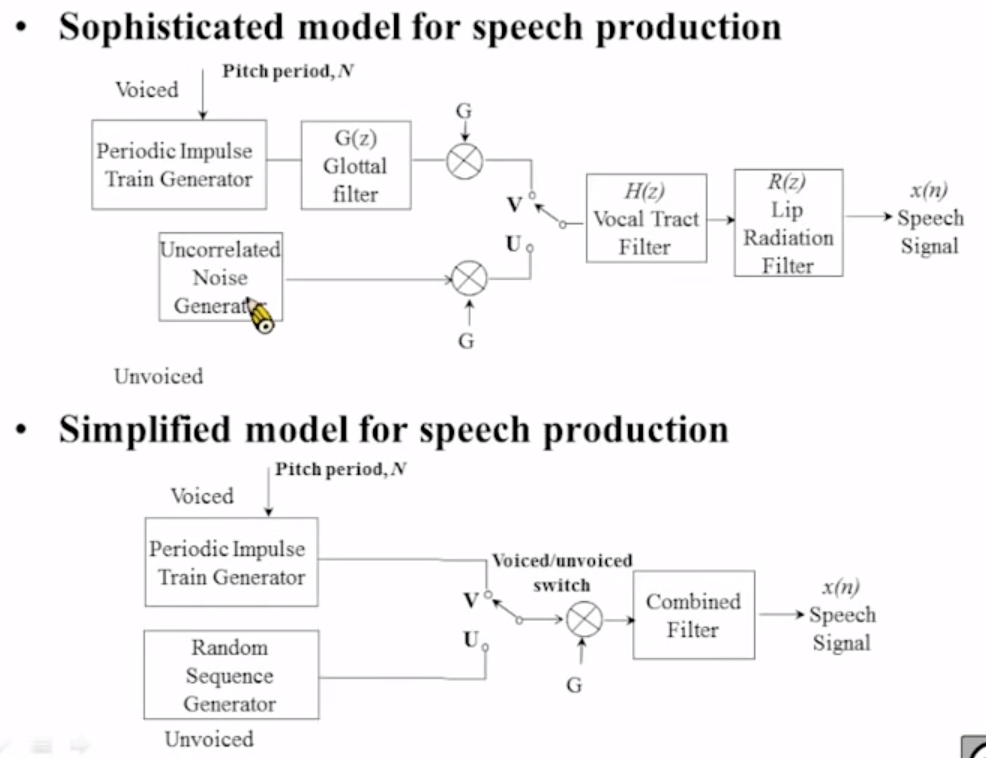 • Sophisticated model for speech production
Pitch period, N
Voiced
Periodic Impulse
Train Generator
G(z)
Glottal
filter
G
V
U
H(z)
Vocal Tract
Filter
R(z)
Lip
Radiation
Filter
x(n)
Speech
Signal
Uncorrelated
Noise
G
Unvoiced
• Simplified model for speech production
Pitch period, N
Voiced
Periodic Impulse
Train Generator
Voiced/unvoiced
switch
V
U
G
Combined
Filter
x(n)
Speech
Signal
Random
Sequence
Generator
Unvoiced